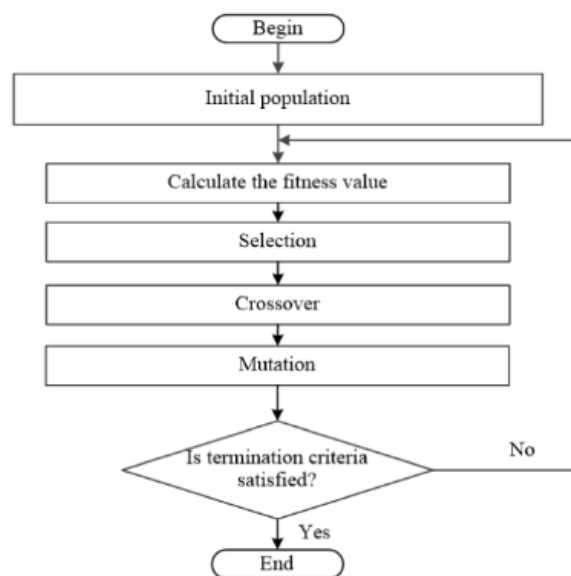 Begin
Initial population
Calculate the fitness value
Selection
Crossover
Mutation
Is termination criteria
satisfied?
No
Yes
End